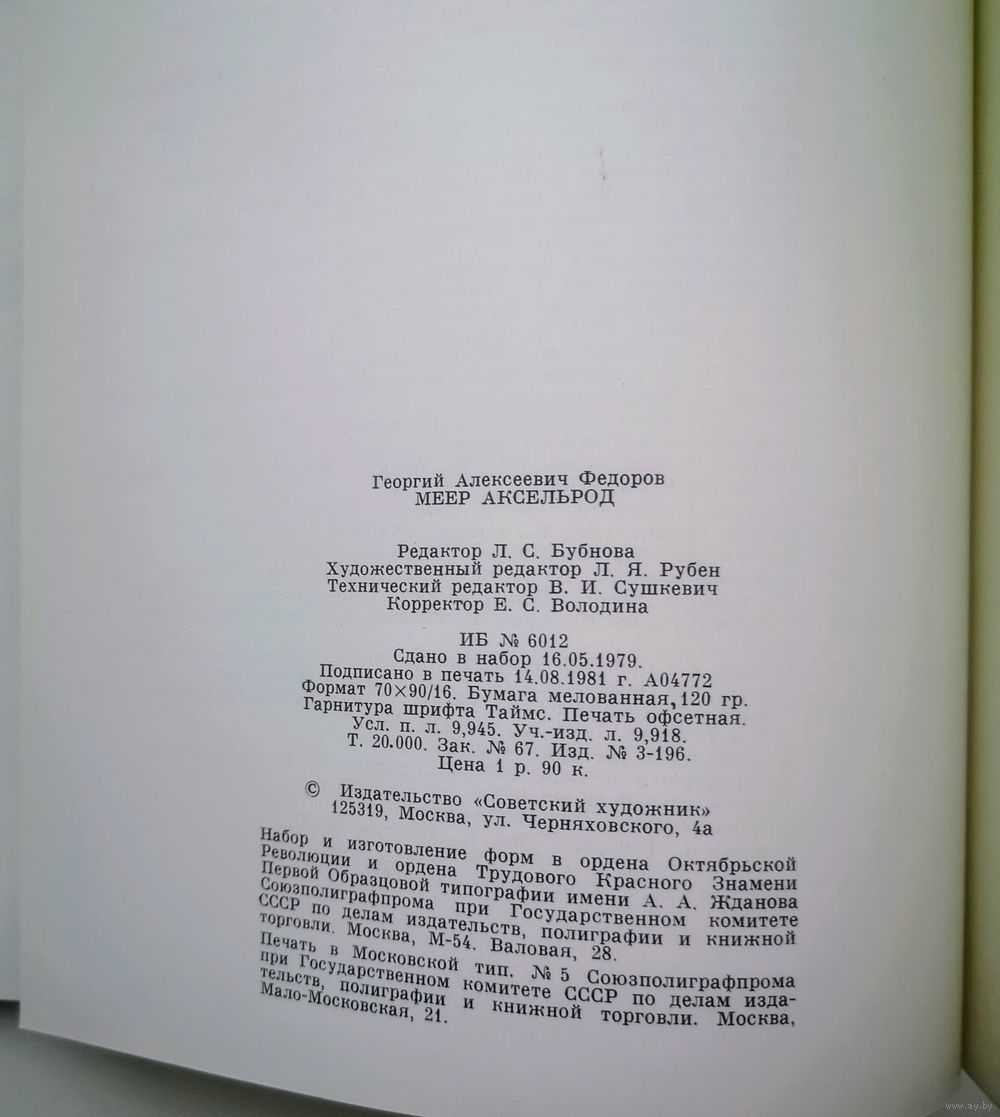 Георгий Алексеевич Федоров
МЕЕР АКСЕЛЬРОД
Редактор Л. С. Бубнова
Художественный редактор Л. Я. Рубен
Технический редактор В. И. Сушкевич
Корректор Е. С. Володина
ИБ № 6012
Сдано в набор 16.05.1979.
Подписано в печать 14.08.1981 г. А04772
Формат 70×90/16. Бумага мелованная, 120 гр.
Гарнитура шрифта Таймс. Печать офсетная.
Усл. п. л. 9,945. Уч.-изд. л. 9,918.
Т. 20.000. Зак. № 67. Изд. № 3-196.
Цена 1 р. 90 к.
© Издательство «Советский художник»
125319, Москва, ул. Черняховского, 4а
Набор и изготовление форм в ордена Октябрьской
Революции и ордена Трудового Красного Знамени
Первой Образцовой типографии имени А. А. Жданова
Союзполиграфпрома при Государственном комитете
СССР по делам издательств, полиграфии и книжной
торговли. Москва, М-54. Валовая, 28.
Печать в Московской тип. № 5 Союзполиграфпрома
при Государственном комитете СССР по делам изда-
тельств, полиграфии и книжной торговли. Москва,
Мало-Московская, 21.
www.ay.by